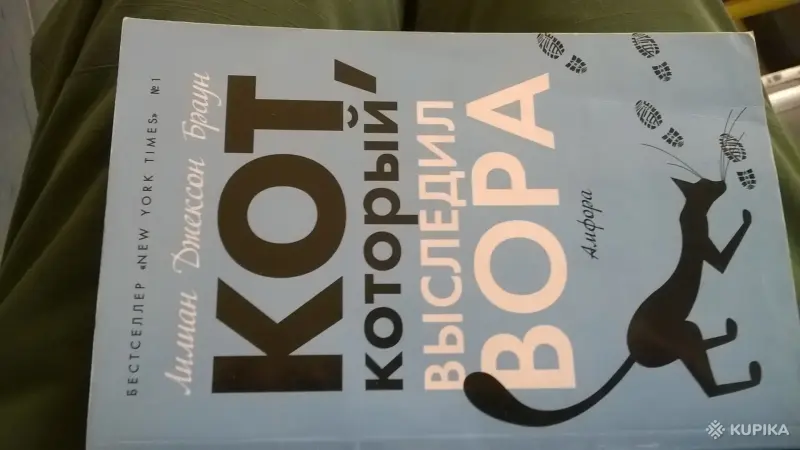 БЕСТСЕЛЛЕР «NEW YORK TIMES» №1
Лилиан Джексон Браун
КОТ,
который
ВЫСЛЕДИЛ
ВОРА
Амфора
KUPIKA